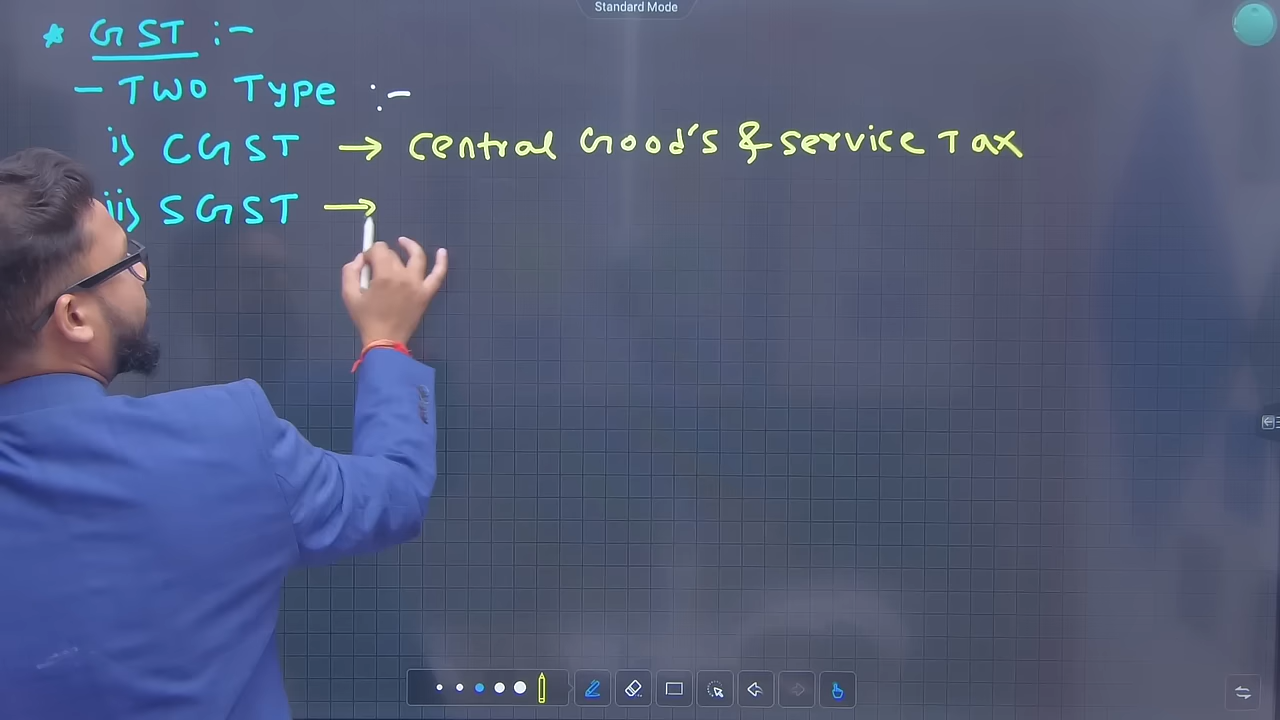 Standard Mode
* GST :-
- TWO Type :-
i) CGST → Central Good's & Service Tax
ii) SGST →